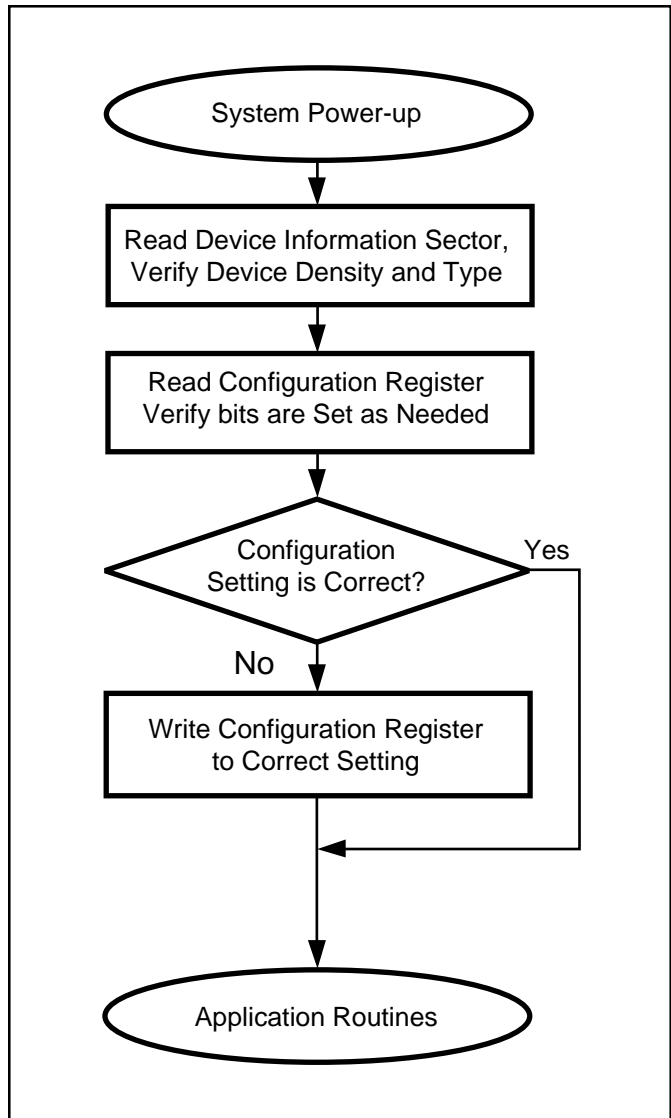 System Power-up
Read Device Information Sector,
Verify Device Density and Type
Read Configuration Register
Verify bits are Set as Needed
Configuration
Setting is Correct?
Yes
No
Write Configuration Register
to Correct Setting
Application Routines